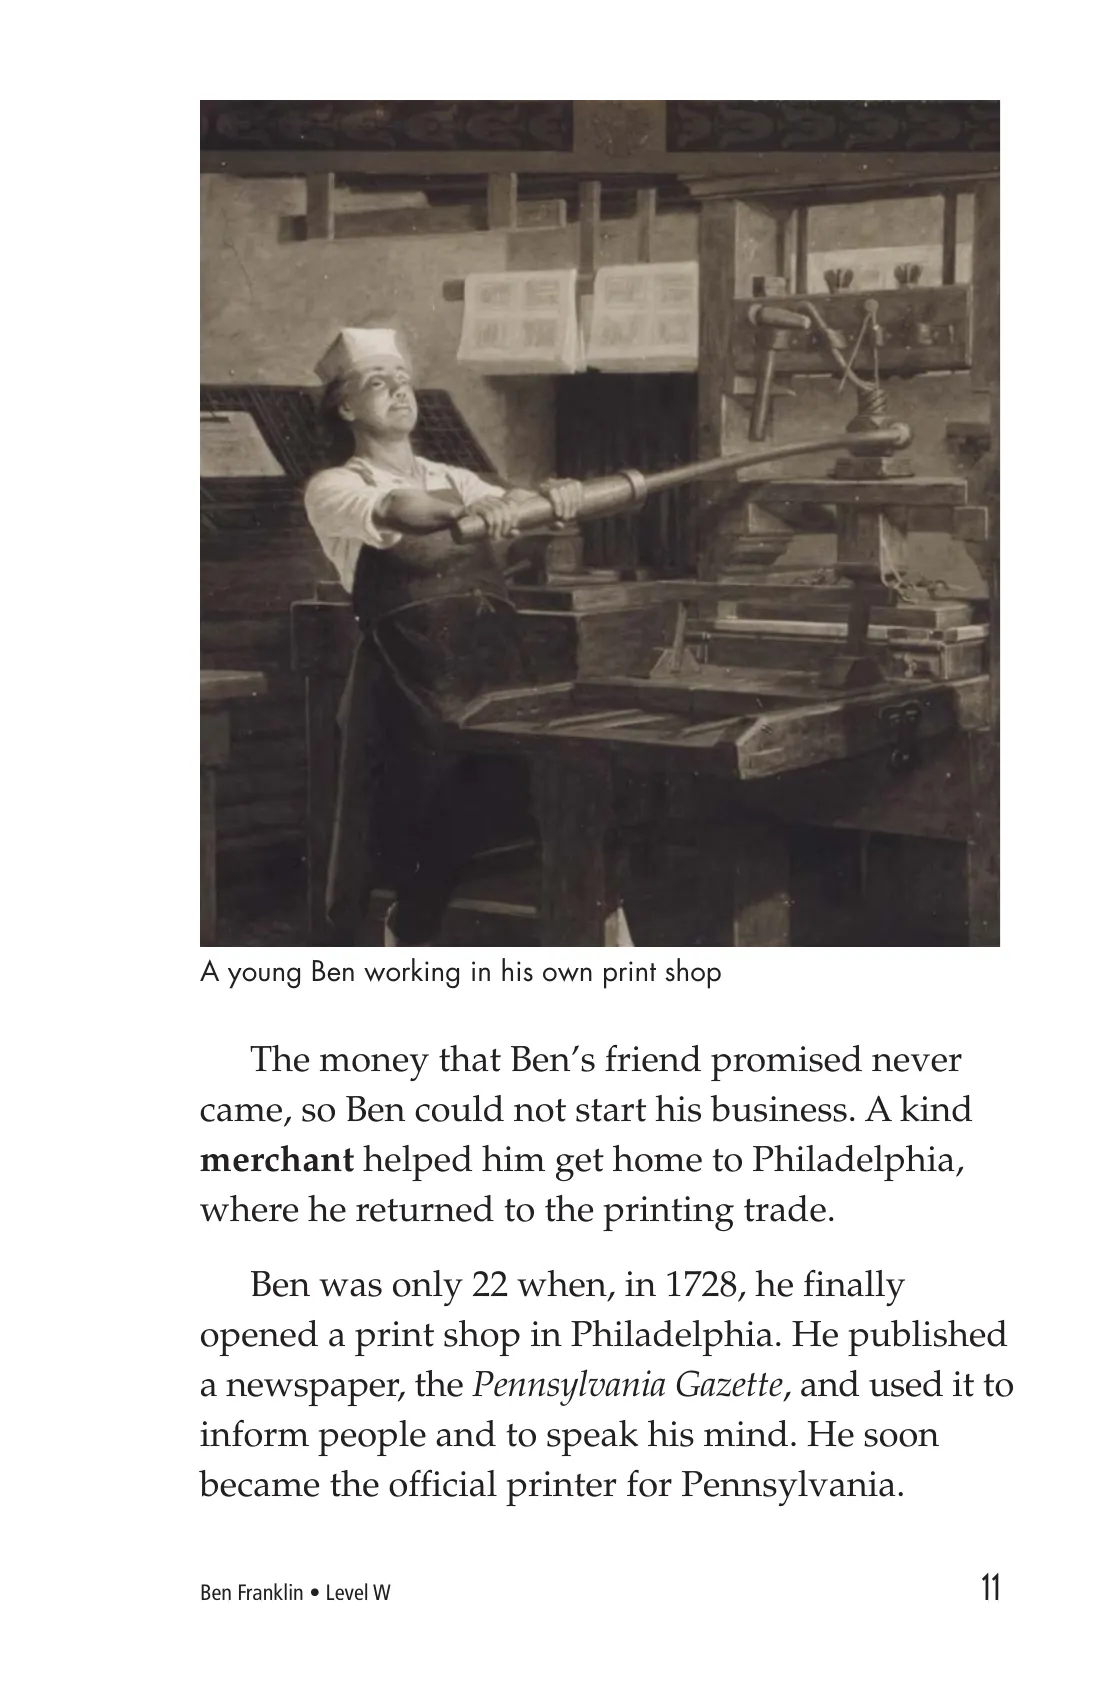 A young Ben working in his own print shop
The money that Ben’s friend promised never
came, so Ben could not start his business. A kind
merchant helped him get home to Philadelphia,
where he returned to the printing trade.
Ben was only 22 when, in 1728, he finally
opened a print shop in Philadelphia. He published
a newspaper, the Pennsylvania Gazette, and used it to
inform people and to speak his mind. He soon
became the official printer for Pennsylvania.
Ben Franklin • Level W
11